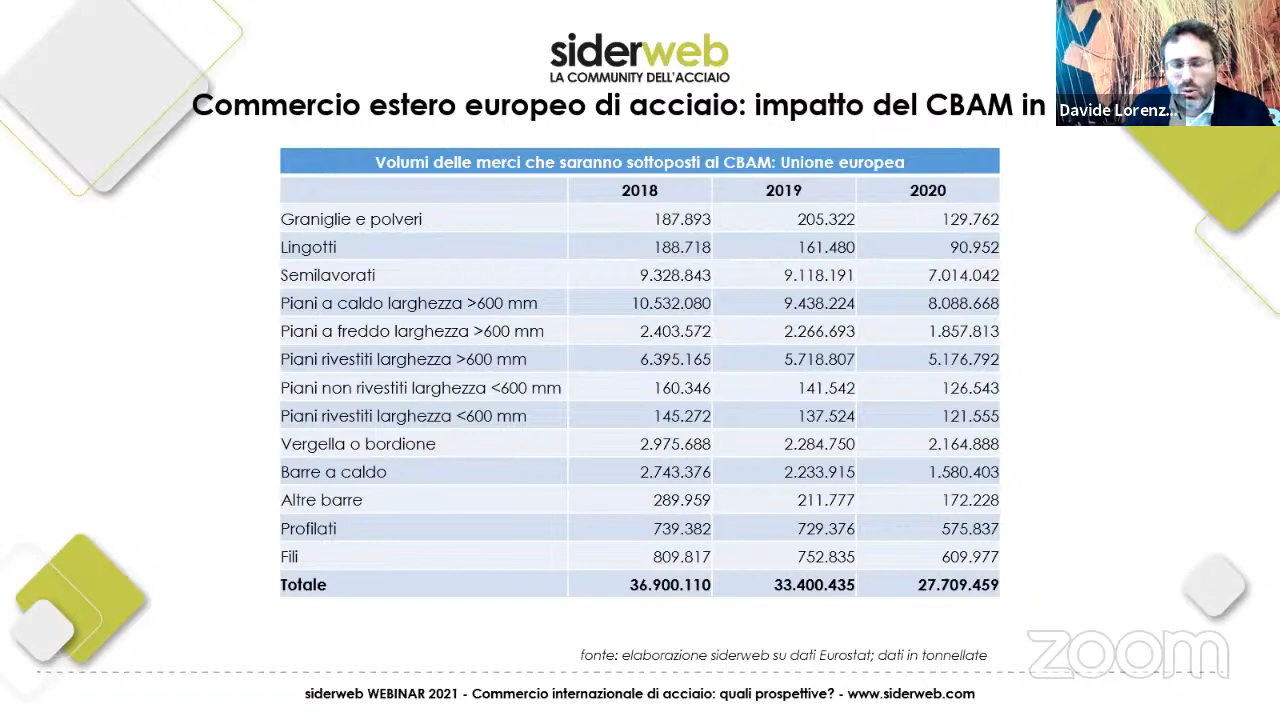 siderweb
LA COMMUNITY DELL'ACCIAIO
Commercio estero europeo di acciaio: impatto del CBAM in
Davide Lorenz...
Volumi delle merci che saranno sottoposti al CBAM: Unione europea
2018 2019 2020
Graniglie e polveri 187.893 205.322 129.762
Lingotti 188.718 161.480 90.952
Semilavorati 9.328.843 9.118.191 7.014.042
Piani a caldo larghezza >600 mm 10.532.080 9.438.224 8.088.668
Piani a freddo larghezza >600 mm 2.403.572 2.266.693 1.857.813
Piani rivestiti larghezza >600 mm 6.395.165 5.718.807 5.176.792
Piani non rivestiti larghezza <600 mm 160.346 141.542 126.543
Piani rivestiti larghezza <600 mm 145.272 137.524 121.555
Vergella o bordione 2.975.688 2.284.750 2.164.888
Barre a caldo 2.743.376 2.233.915 1.580.403
Altre barre 289.959 211.777 172.228
Profilati 739.382 729.376 575.837
Fili 809.817 752.835 609.977
Totale 36.900.110 33.400.435 27.709.459
fonte: elaborazione siderweb su dati Eurostat; dati in tonnellate
zoom
siderweb WEBINAR 2021 - Commercio internazionale di acciaio: quali prospettive? - www.siderweb.com